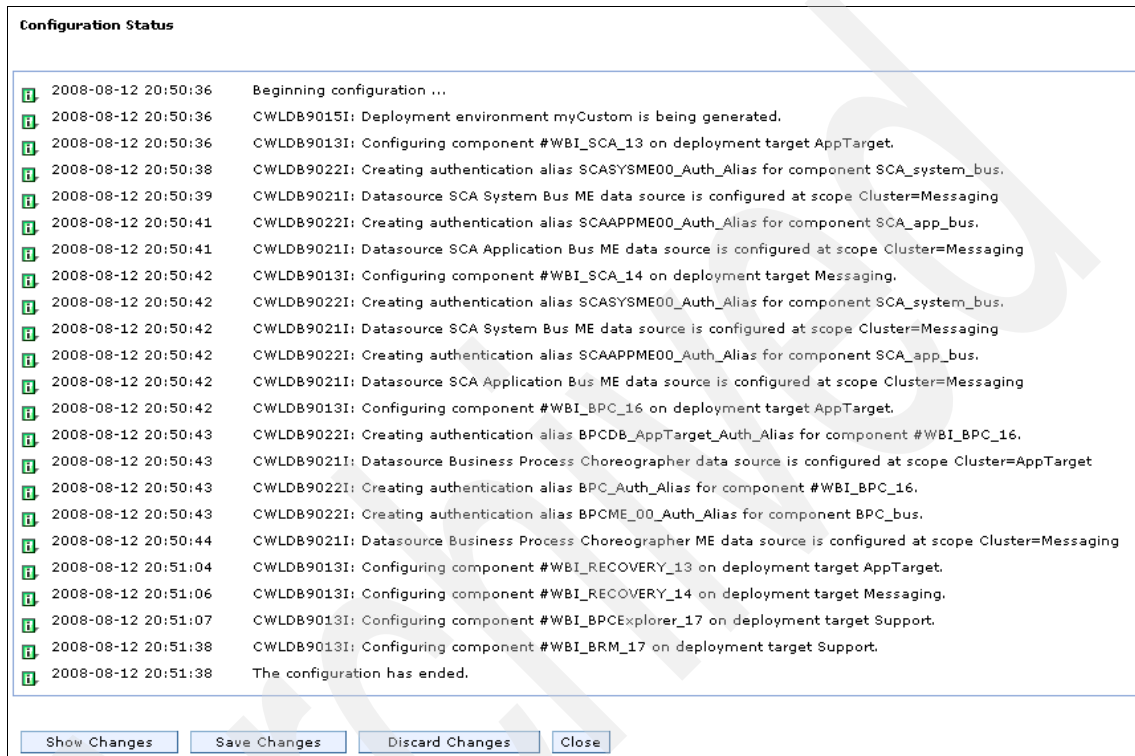 Configuration Status
2008-08-12 20:50:36 Beginning configuration ...
2008-08-12 20:50:36 CWLDB9015I: Deployment environment myCustom is being generated.
2008-08-12 20:50:36 CWLDB9013I: Configuring component #WBI_SCA_13 on deployment target AppTarget.
2008-08-12 20:50:38 CWLDB9022I: Creating authentication alias SCASYSME00_Auth_Alias for component SCA_system_bus.
2008-08-12 20:50:39 CWLDB9021I: Datasource SCA System Bus ME data source is configured at scope Cluster=Messaging
2008-08-12 20:50:41 CWLDB9022I: Creating authentication alias SCAAPPME00_Auth_Alias for component SCA_app_bus.
2008-08-12 20:50:41 CWLDB9021I: Datasource SCA Application Bus ME data source is configured at scope Cluster=Messaging
2008-08-12 20:50:42 CWLDB9013I: Configuring component #WBI_SCA_14 on deployment target Messaging.
2008-08-12 20:50:42 CWLDB9022I: Creating authentication alias SCASYSME00_Auth_Alias for component SCA_system_bus.
2008-08-12 20:50:42 CWLDB9021I: Datasource SCA System Bus ME data source is configured at scope Cluster=Messaging
2008-08-12 20:50:42 CWLDB9022I: Creating authentication alias SCAAPPME00_Auth_Alias for component SCA_app_bus.
2008-08-12 20:50:42 CWLDB9021I: Datasource SCA Application Bus ME data source is configured at scope Cluster=Messaging
2008-08-12 20:50:42 CWLDB9013I: Configuring component #WBI_BPC_16 on deployment target AppTarget.
2008-08-12 20:50:43 CWLDB9022I: Creating authentication alias BPCDB_AppTarget_Auth_Alias for component #WBI_BPC_16.
2008-08-12 20:50:43 CWLDB9021I: Datasource Business Process Choreographer data source is configured at scope Cluster=AppTarget
2008-08-12 20:50:43 CWLDB9022I: Creating authentication alias BPC_Auth_Alias for component #WBI_BPC_16.
2008-08-12 20:50:43 CWLDB9022I: Creating authentication alias BPCME_00_Auth_Alias for component BPC_bus.
2008-08-12 20:50:44 CWLDB9021I: Datasource Business Process Choreographer ME data source is configured at scope Cluster=Messaging
2008-08-12 20:51:04 CWLDB9013I: Configuring component #WBI_RECOVERY_13 on deployment target AppTarget.
2008-08-12 20:51:06 CWLDB9013I: Configuring component #WBI_RECOVERY_14 on deployment target Messaging.
2008-08-12 20:51:07 CWLDB9013I: Configuring component #WBI_BPCExplorer_17 on deployment target Support.
2008-08-12 20:51:38 CWLDB9013I: Configuring component #WBI_BRM_17 on deployment target Support.
2008-08-12 20:51:38 The configuration has ended.
Show Changes Save Changes Discard Changes Close
chived